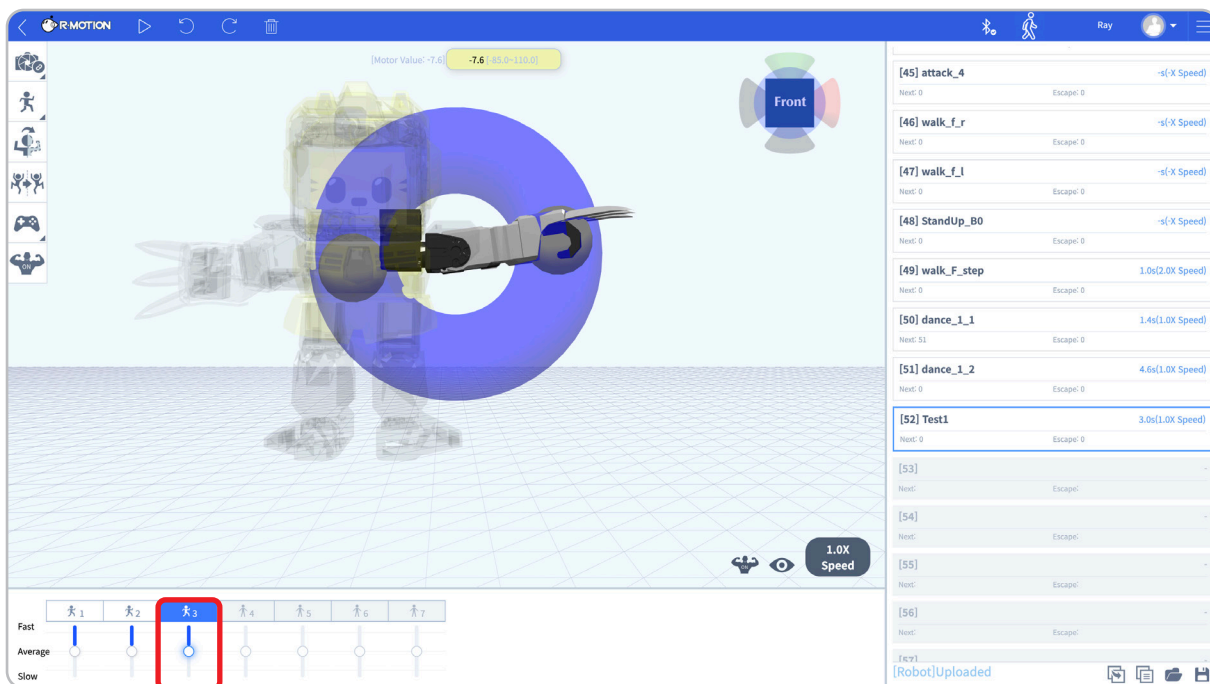 R+MOTION
Ray
[Motor Value: -7.6] -7.6 [-85.0~110.0]
Front
ON
1.0X
Speed
ON
1 2 3 4 5 6 7
Fast
Average
Slow
[45] attack_4 -s(-X Speed)
Next: 0 Escape: 0
[46] walk_f_r -s(-X Speed)
Next: 0 Escape: 0
[47] walk_f_l -s(-X Speed)
Next: 0 Escape: 0
[48] StandUp_B0 -s(-X Speed)
Next: 0 Escape: 0
[49] walk_F_step 1.0s(2.0X Speed)
Next: 0 Escape: 0
[50] dance_1_1 1.4s(1.0X Speed)
Next: 51 Escape: 0
[51] dance_1_2 4.6s(1.0X Speed)
Next: 0 Escape: 0
[52] Test1 3.0s(1.0X Speed)
Next: 0 Escape: 0
[53] -
Next: Escape:
[54] -
Next: Escape:
[55] -
Next: Escape:
[56] -
Next: Escape:
[57] -
[Robot]Uploaded